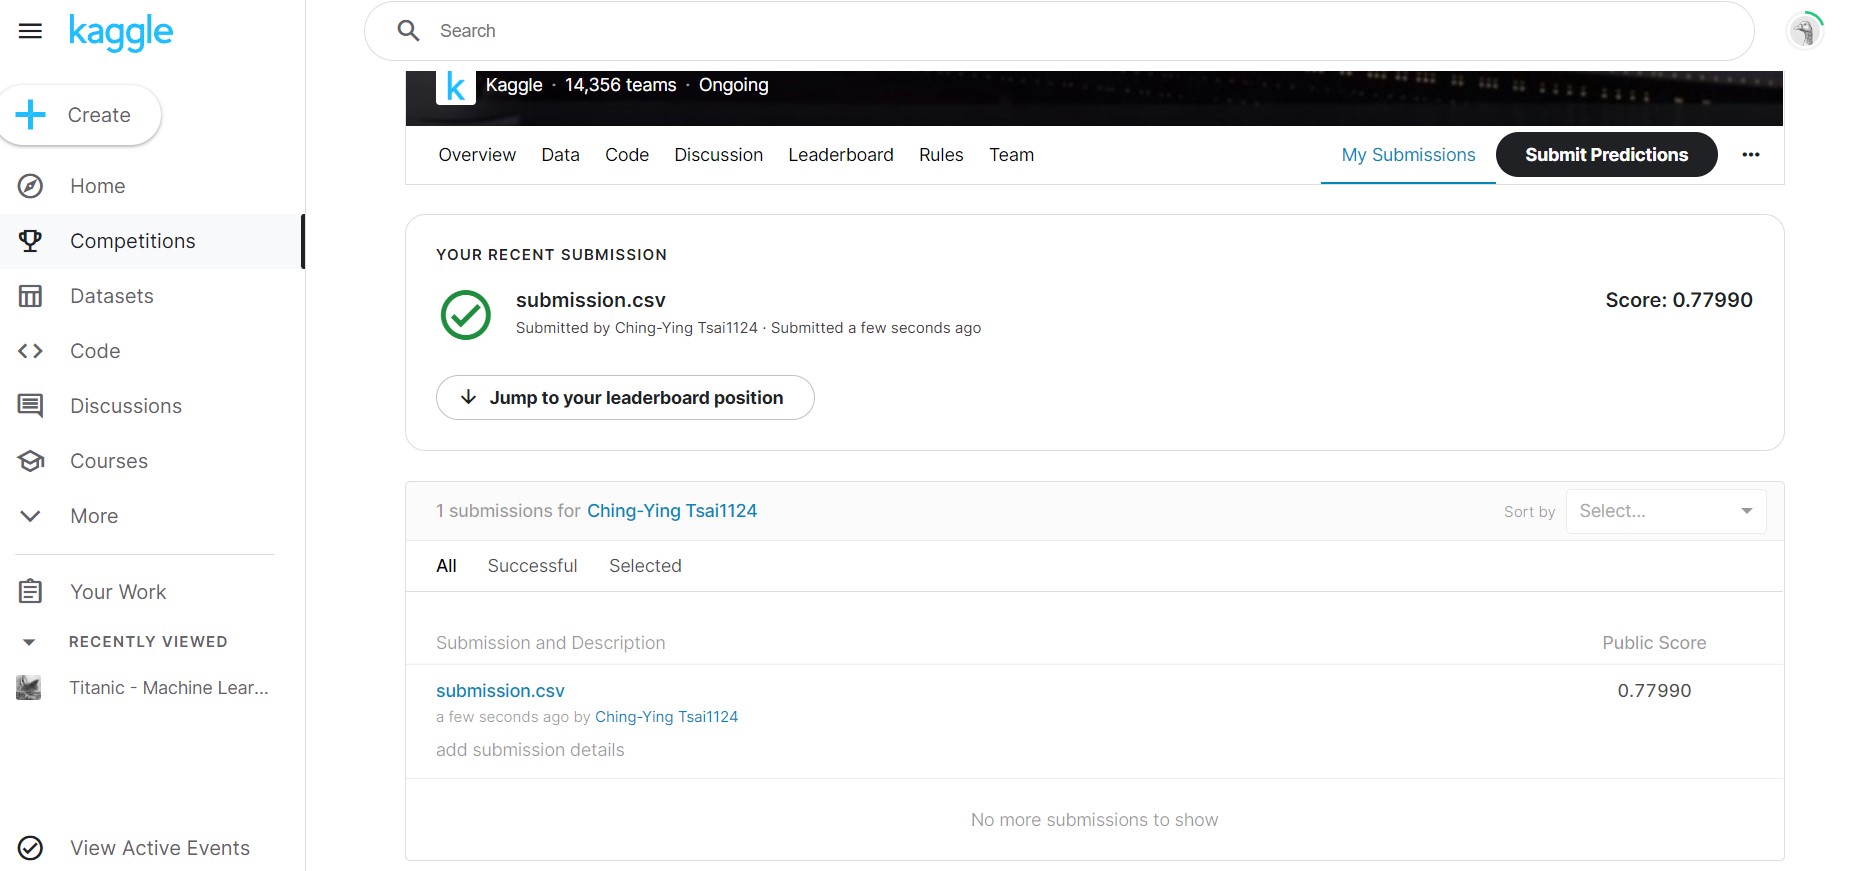 kaggle
Search
Create
Home
Competitions
Datasets
Code
Discussions
Courses
More
Your Work
RECENTLY VIEWED
Titanic - Machine Lear...
View Active Events
k Kaggle · 14,356 teams · Ongoing
Overview Data Code Discussion Leaderboard Rules Team My Submissions Submit Predictions ...
YOUR RECENT SUBMISSION
submission.csv Score: 0.77990
Submitted by Ching-Ying Tsai1124 · Submitted a few seconds ago
Jump to your leaderboard position
1 submissions for Ching-Ying Tsai1124 Sort by Select...
All Successful Selected
Submission and Description Public Score
submission.csv 0.77990
a few seconds ago by Ching-Ying Tsai1124
add submission details
No more submissions to show